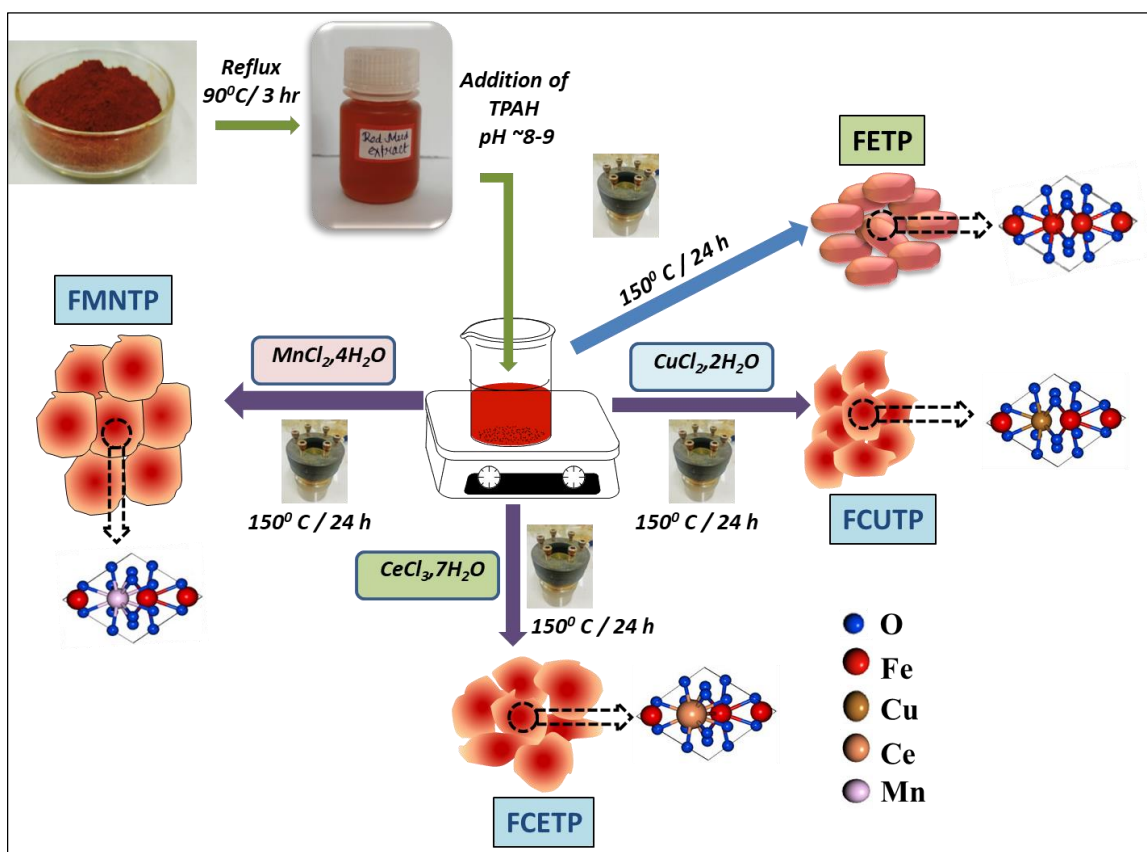 Reflux
90⁰C/ 3 hr
Red Mud
extract
Addition of
TPAH
pH ~8-9
FETP
150⁰ C / 24 h
FMNTP
MnCl₂,4H₂O
150⁰ C / 24 h
CuCl₂,2H₂O
150⁰ C / 24 h
FCUTP
CeCl₃,7H₂O
150⁰ C / 24 h
FCETP
O
Fe
Cu
Ce
Mn